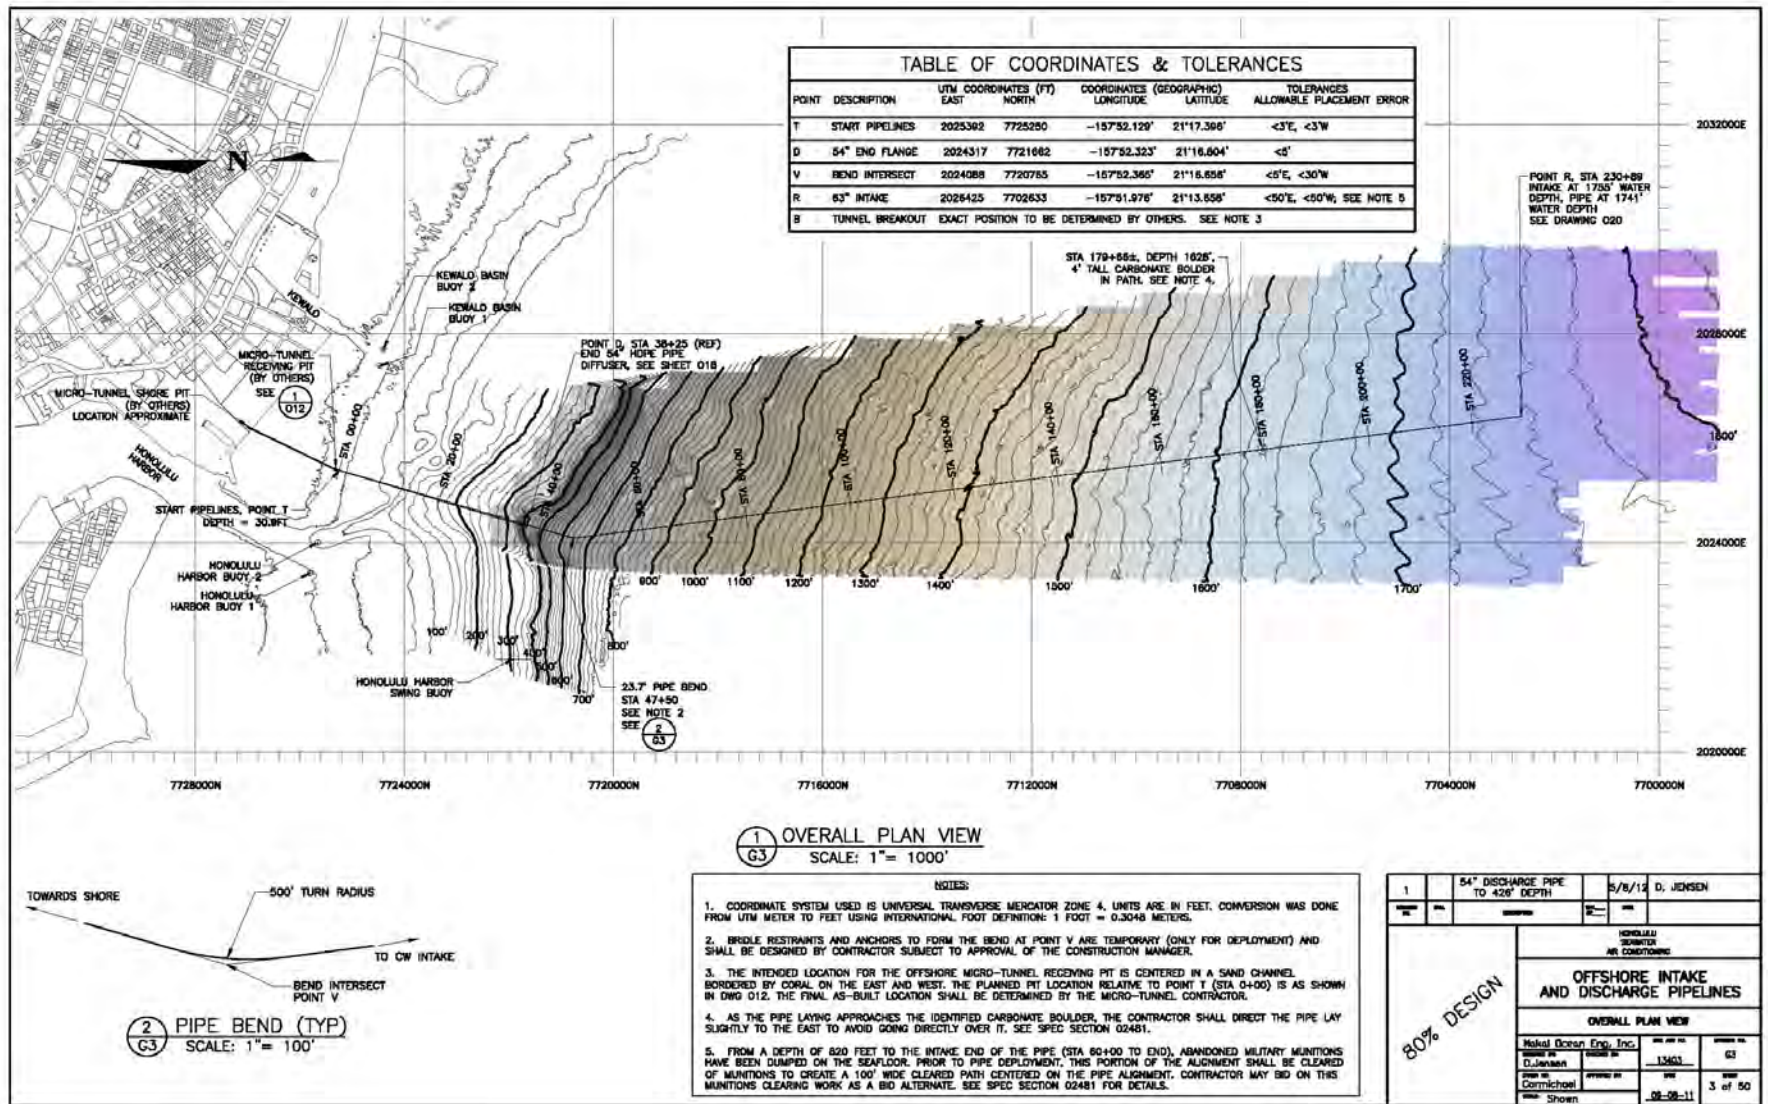 TABLE OF COORDINATES & TOLERANCES
UTM COORDINATES (FT) COORDINATES (GEOGRAPHIC) TOLERANCES
POINT DESCRIPTION EAST NORTH LONGITUDE LATITUDE ALLOWABLE PLACEMENT ERROR
T START PIPELINES 2025392 7725250 -157°52.129' 21°17.396' <3'E, <3'W
D 54" END FLANGE 2024317 7721662 -157°52.323' 21°16.804' <5'
V BEND INTERSECT 2024088 7720755 -157°52.365' 21°16.656' <5'E, <30'W
R 63" INTAKE 2026425 7702633 -157°51.976' 21°13.658' <50'E, <50'W; SEE NOTE 5
B TUNNEL BREAKOUT EXACT POSITION TO BE DETERMINED BY OTHERS. SEE NOTE 3
2032000E
2028000E
2024000E
2020000E
N
POINT R, STA 230+89
INTAKE AT 1755' WATER
DEPTH, PIPE AT 1741'
WATER DEPTH
SEE DRAWING 020
STA 179+65±, DEPTH 1628',
4' TALL CARBONATE BOLDER
IN PATH. SEE NOTE 4.
KEWALO BASIN
BUOY 2
KEWALO BASIN
BUOY 1
KEWALO
POINT D, STA 38+25 (REF)
END 54" HDPE PIPE
DIFFUSER, SEE SHEET 018
MICRO-TUNNEL
RECEIVING PIT
(BY OTHERS)
SEE 1
012
MICRO-TUNNEL SHORE PIT
(BY OTHERS)
LOCATION APPROXIMATE
HONOLULU
HARBOR
START PIPELINES, POINT T
DEPTH = 30.9FT
HONOLULU
HARBOR BUOY 2
HONOLULU
HARBOR BUOY 1
HONOLULU HARBOR
SWING BUOY
23.7° PIPE BEND
STA 47+50
SEE NOTE 2
SEE 2
G3
STA 00+00
STA 20+00
STA 40+00
STA 60+00
STA 80+00
STA 100+00
STA 120+00
STA 140+00
STA 160+00
STA 180+00
STA 200+00
STA 220+00
100'
200'
300'
400'
500'
600'
700'
800'
900'
1000'
1100'
1200'
1300'
1400'
1500'
1600'
1700'
1800'
7728000N
7724000N
7720000N
7716000N
7712000N
7708000N
7704000N
7700000N
1
G3
OVERALL PLAN VIEW
SCALE: 1"= 1000'
TOWARDS SHORE
500' TURN RADIUS
TO CW INTAKE
BEND INTERSECT
POINT V
2
G3
PIPE BEND (TYP)
SCALE: 1"= 100'
NOTES:
1. COORDINATE SYSTEM USED IS UNIVERSAL TRANSVERSE MERCATOR ZONE 4. UNITS ARE IN FEET. CONVERSION WAS DONE
FROM UTM METER TO FEET USING INTERNATIONAL FOOT DEFINITION: 1 FOOT = 0.3048 METERS.
2. BRIDLE RESTRAINTS AND ANCHORS TO FORM THE BEND AT POINT V ARE TEMPORARY (ONLY FOR DEPLOYMENT) AND
SHALL BE DESIGNED BY CONTRACTOR SUBJECT TO APPROVAL OF THE CONSTRUCTION MANAGER.
3. THE INTENDED LOCATION FOR THE OFFSHORE MICRO-TUNNEL RECEIVING PIT IS CENTERED IN A SAND CHANNEL
BORDERED BY CORAL ON THE EAST AND WEST. THE PLANNED PIT LOCATION RELATIVE TO POINT T (STA 0+00) IS AS SHOWN
IN DWG 012. THE FINAL AS-BUILT LOCATION SHALL BE DETERMINED BY THE MICRO-TUNNEL CONTRACTOR.
4. AS THE PIPE LAYING APPROACHES THE IDENTIFIED CARBONATE BOULDER, THE CONTRACTOR SHALL DIRECT THE PIPE LAY
SLIGHTLY TO THE EAST TO AVOID GOING DIRECTLY OVER IT. SEE SPEC SECTION 02481.
5. FROM A DEPTH OF 820 FEET TO THE INTAKE END OF THE PIPE (STA 60+00 TO END), ABANDONED MILITARY MUNITIONS
HAVE BEEN DUMPED ON THE SEAFLOOR. PRIOR TO PIPE DEPLOYMENT, THIS PORTION OF THE ALIGNMENT SHALL BE CLEARED
OF MUNITIONS TO CREATE A 100' WIDE CLEARED PATH CENTERED ON THE PIPE ALIGNMENT. CONTRACTOR MAY BID ON THIS
MUNITIONS CLEARING WORK AS A BID ALTERNATE. SEE SPEC SECTION 02481 FOR DETAILS.
1 54" DISCHARGE PIPE
TO 426' DEPTH 5/8/12 D. JENSEN
80% DESIGN
HONOLULU
SEAWATER
AIR CONDITIONING
OFFSHORE INTAKE
AND DISCHARGE PIPELINES
OVERALL PLAN VIEW
Makai Ocean Eng, Inc.
D.Jensen
13403
G3
Carmichael
Shown
09-08-11
3 of 50